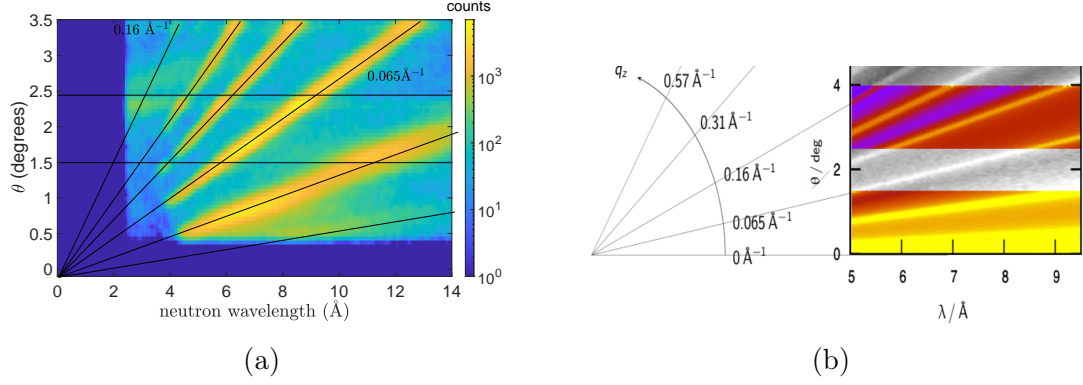 counts
3.5
3
2.5
2
1.5
1
0.5
0
θ (degrees)
0.16 Å⁻¹
0.065Å⁻¹
10³
10²
10¹
10⁰
0 2 4 6 8 10 12 14
neutron wavelength (Å)
(a)
q_z
0.57 Å⁻¹
0.31 Å⁻¹
0.16 Å⁻¹
0.065 Å⁻¹
0 Å⁻¹
θ / deg
4
2
0
5 6 7 8 9
λ/Å
(b)